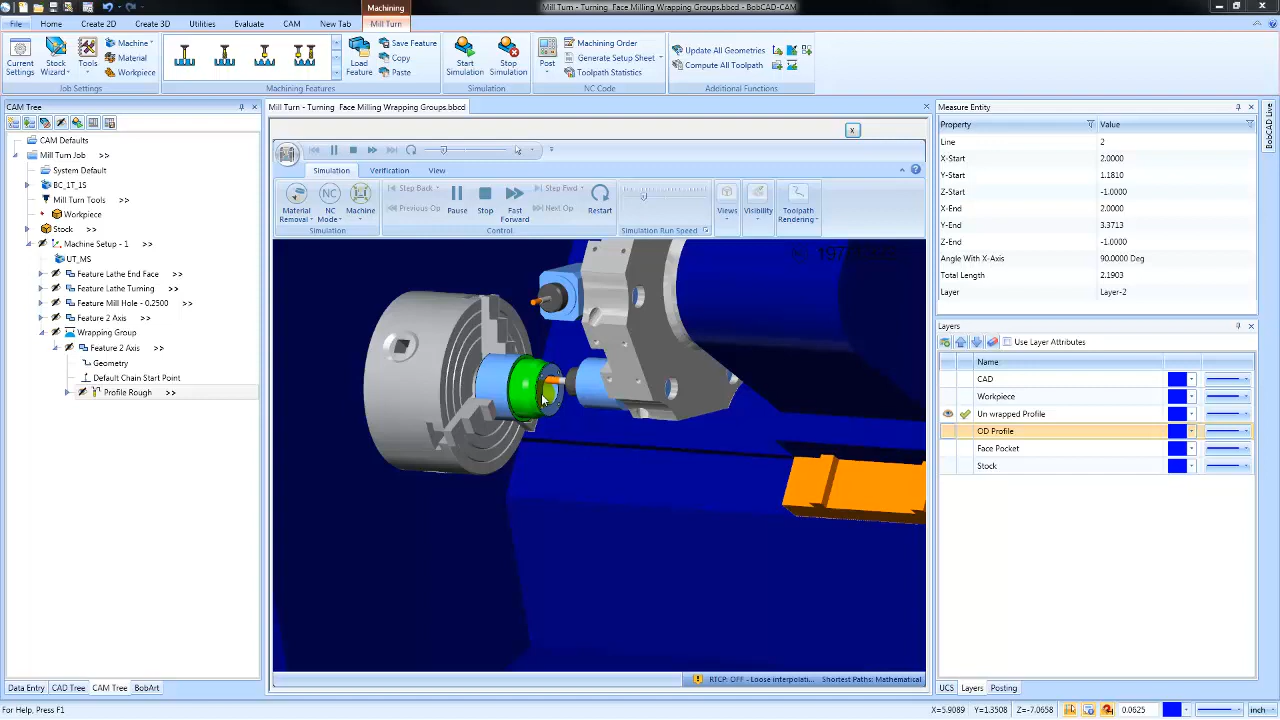 Machining
Mill Turn - Turning Face Milling Wrapping Groups.bbcd - BobCAD-CAM
File Home Create 2D Create 3D Utilities Evaluate CAM New Tab Mill Turn
Current Settings
Stock Wizard
Tools
Machine
Material
Workpiece
Job Settings
Load Feature
Save Feature
Copy
Paste
Machining Features
Start Simulation
Stop Simulation
Simulation
Post
Machining Order
Generate Setup Sheet
Toolpath Statistics
NC Code
Update All Geometries
Compute All Toolpath
Additional Functions
CAM Tree
CAM Defaults
Mill Turn Job >>
System Default
BC_1T_1S
Mill Turn Tools >>
Workpiece
Stock >>
Machine Setup - 1 >>
UT_MS
Feature Lathe End Face >>
Feature Lathe Turning >>
Feature Mill Hole - 0.2500 >>
Feature 2 Axis >>
Wrapping Group
Feature 2 Axis >>
Geometry
Default Chain Start Point
Profile Rough >>
Data Entry CAD Tree CAM Tree BobArt
Mill Turn - Turning Face Milling Wrapping Groups.bbcd
Simulation Verification View
Material Removal
NC Mode
Machine
Simulation
Step Back
Previous Op
Pause
Stop
Fast Forward
Step Fwd
Next Op
Restart
Control
Simulation Run Speed
Views
Visibility
Toolpath Rendering
RTCP: OFF - Loose interpolati... Shortest Paths: Mathematical
Measure Entity
Property Value
Line 2
X-Start 2.0000
Y-Start 1.1810
Z-Start -1.0000
X-End 2.0000
Y-End 3.3713
Z-End -1.0000
Angle With X-Axis 90.0000 Deg
Total Length 2.1903
Layer Layer-2
Layers
Use Layer Attributes
Name:
CAD
Workpiece
Un wrapped Profile
OD Profile
Face Pocket
Stock
UCS Layers Posting
BobCAD Live
For Help, Press F1
X=5.9089 Y=1.3508 Z=-7.0658 0.0625 inch